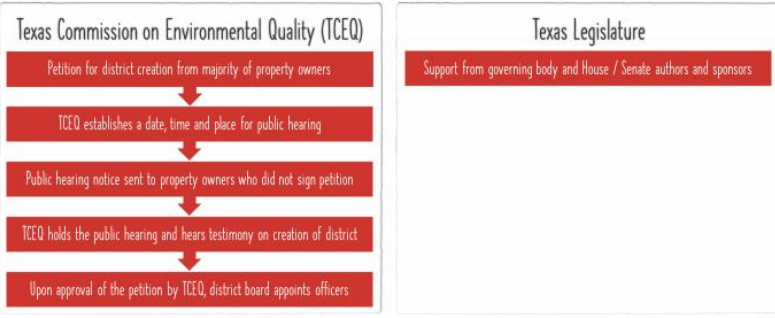 Texas Commission on Environmental Quality (TCEQ)
Petition for district creation from majority of property owners
TCEQ establishes a date, time and place for public hearing
Public hearing notice sent to property owners who did not sign petition
TCEQ holds the public hearing and hears testimony on creation of district
Upon approval of the petition by TCEQ, district board appoints officers
Texas Legislature
Support from governing body and House / Senate authors and sponsors